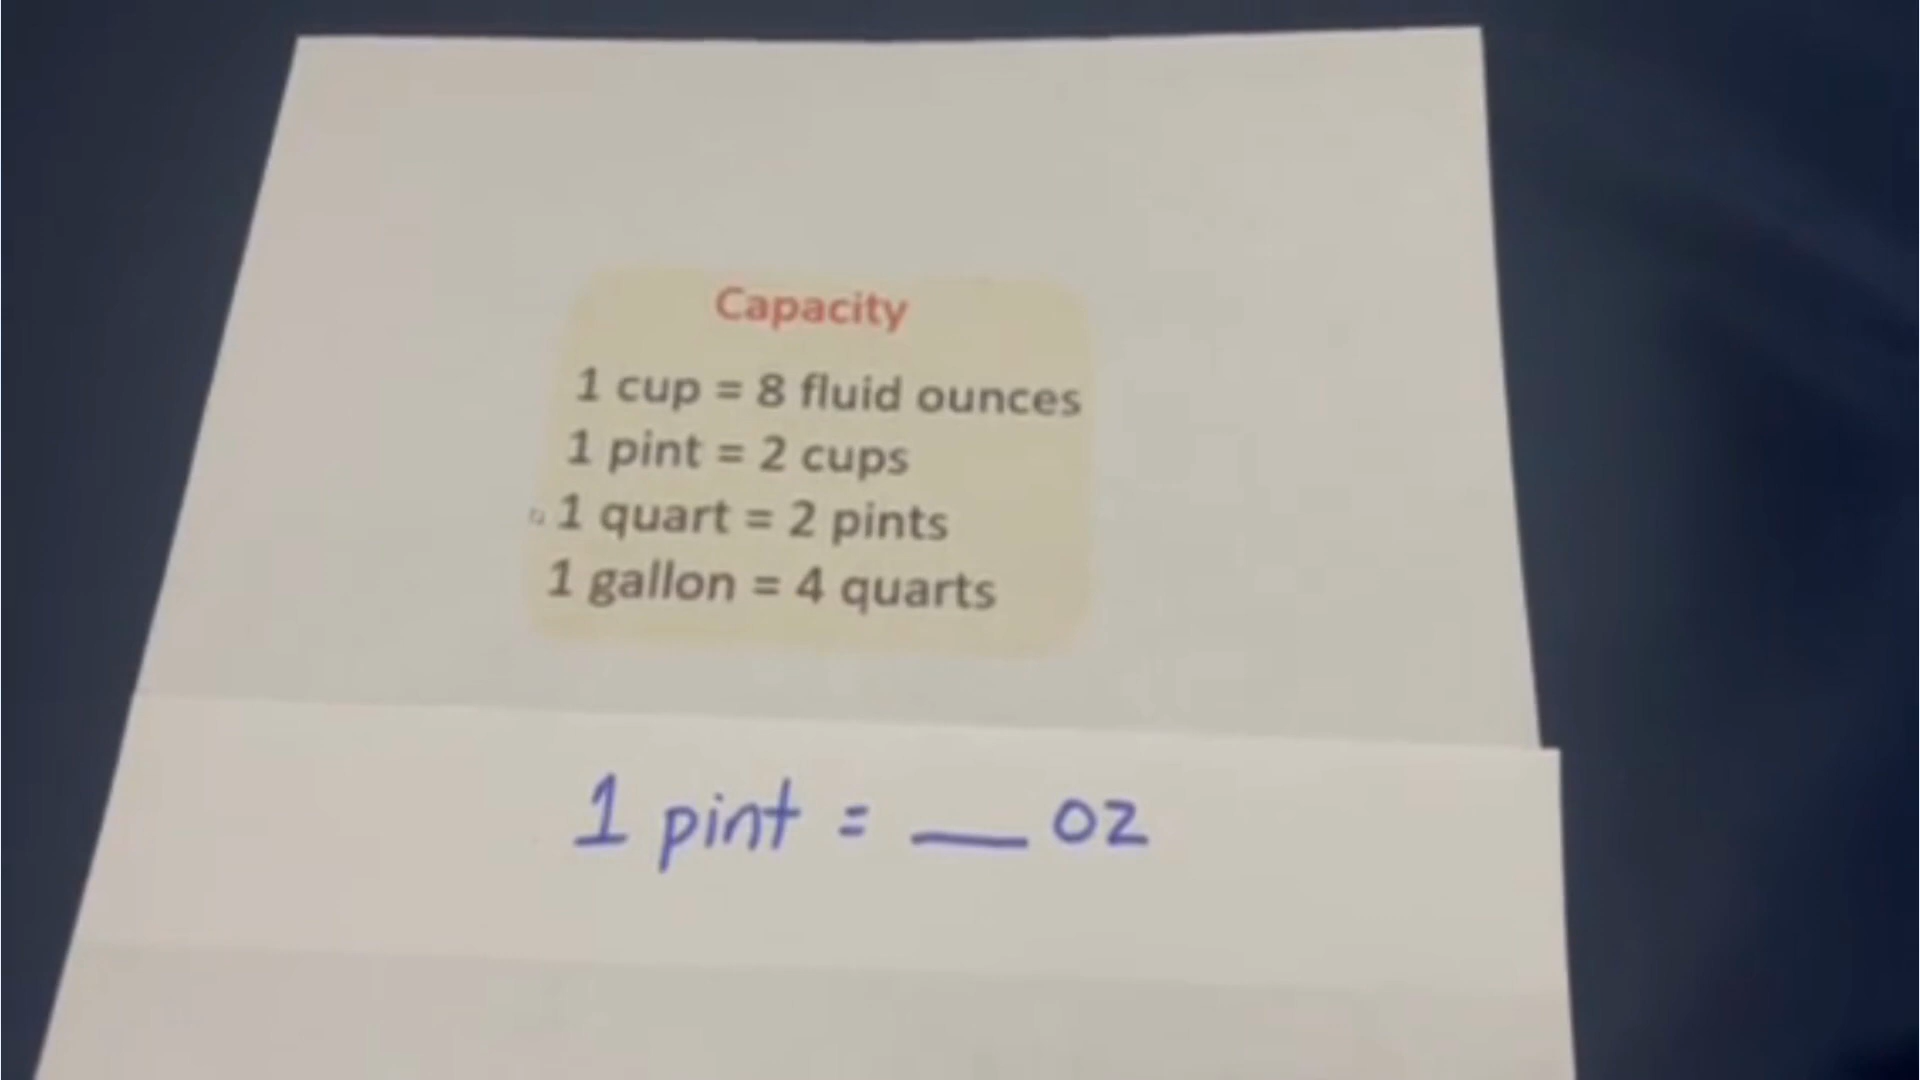 Capacity
1 cup = 8 fluid ounces
1 pint = 2 cups
1 quart = 2 pints
1 gallon = 4 quarts
1 pint = __ oz